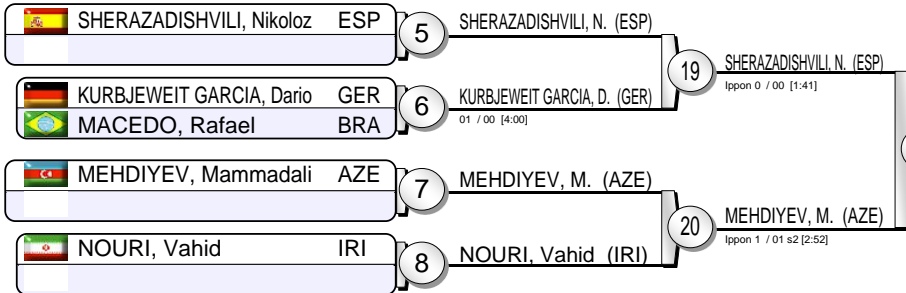 SHERAZADISHVILI, Nikoloz ESP
5
SHERAZADISHVILI, N. (ESP)
19
SHERAZADISHVILI, N. (ESP)
Ippon 0 / 00 [1:41]
KURBJEWEIT GARCIA, Dario GER
MACEDO, Rafael BRA
6
KURBJEWEIT GARCIA, D. (GER)
01 / 00 [4:00]
MEHDIYEV, Mammadali AZE
7
MEHDIYEV, M. (AZE)
20
MEHDIYEV, M. (AZE)
Ippon 1 / 01 s2 [2:52]
NOURI, Vahid IRI
8
NOURI, Vahid (IRI)